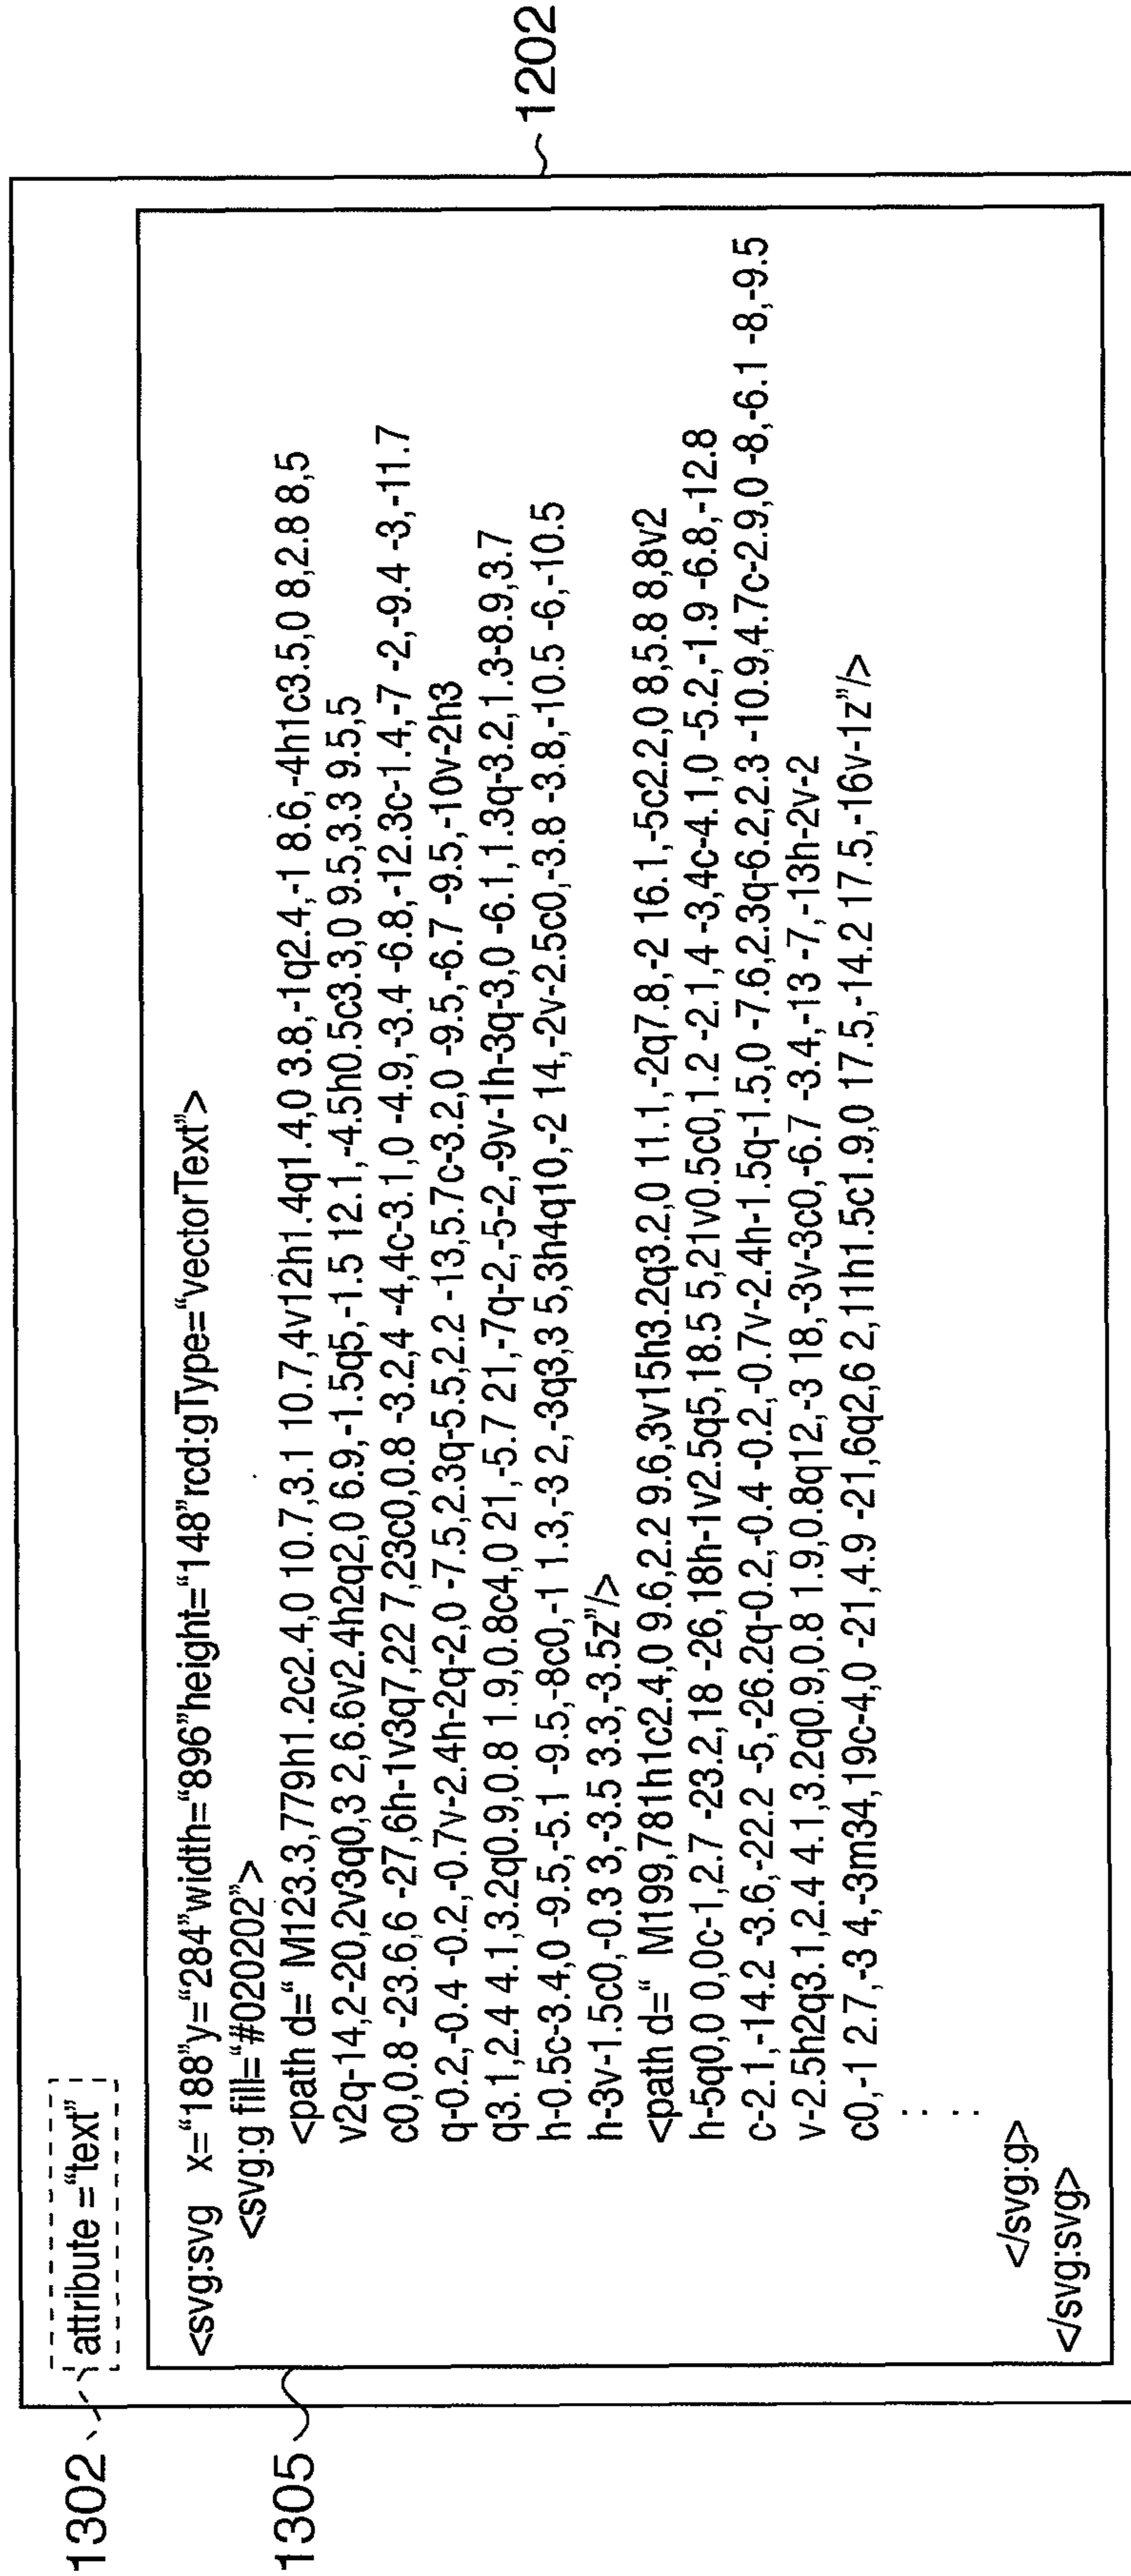 1302
attribute =“text”
1305
1202
<svg:svg x=“188”y=“284”width=“896”height=“148”rcd:gType=“vectorText”>
<svg:g fill=“#020202”>
<path d=“ M123.3,779h1.2c2.4,0 10.7,3.1 10.7,4v12h1.4q1.4,0 3.8,-1q2.4,-1 8.6,-4h1c3.5,0 8,2.8 8,5
v2q-14,2-20,2v3q0,3 2,6.6v2.4h2q2,0 6.9,-1.5q5,-1.5 12.1,-4.5h0.5c3.3,0 9.5,3.3 9.5,5
c0,0.8 -23.6,6 -27,6h-1v3q7,22 7,23c0,0.8 -3.2,4 -4,4c-3.1,0 -4.9,-3.4 -6.8,-12.3c-1.4,-7 -2,-9.4 -3,-11.7
q-0.2,-0.4 -0.2,-0.7v-2.4h-2q-2,0 -7.5,2.3q-5.5,2.2 -13,5.7c-3.2,0 -9.5,-6.7 -9.5,-10v-2h3
q3.1,2.4 4.1,3.2q0.9,0.8 1.9,0.8c4,0 21,-5.7 21,-7q-2,-5-2,-9v-1h-3q-3,0 -6.1,1.3q-3.2,1.3-8.9,3.7
h-0.5c-3.4,0 -9.5,-5.1 -9.5,-8c0,-1 1.3,-3 2,-3q3,3 5,3h4q10,-2 14,-2v-2.5c0,-3.8 -3.8,-10.5 -6,-10.5
h-3v-1.5c0,-0.3 3,-3.5 3.3,-3.5z”/>
<path d=“ M199,781h1c2.4,0 9.6,2.2 9.6,3v15h3.2q3.2,0 11.1,-2q7.8,-2 16.1,-5c2.2,0 8,5.8 8,8v2
h-5q0,0 0,0c-1,2.7 -23.2,18 -26,18h-1v2.5q5,18.5 5,21v0.5c0,1.2 -2.1,4 -3,4c-4.1,0 -5.2,-1.9 -6.8,-12.8
c-2.1,-14.2 -3.6,-22.2 -5,-26.2q-0.2,-0.4 -0.2,-0.7v-2.4h-1.5q-1.5,0 -7.6,2.3q-6.2,2.3 -10.9,4.7c-2.9,0 -8,-6.1 -8,-9.5
v-2.5h2q3.1,2.4 4.1,3.2q0.9,0.8 1.9,0.8q12,-3 18,-3v-3c0,-6.7 -3.4,-13 -7,-13h-2v-2
c0,-1 2.7,-3 4,-3m34,19c-4,0 -21,4.9 -21,6q2,6 2,11h1.5c1.9,0 17.5,-14.2 17.5,-16v-1z”/>
. . .
</svg:g>
</svg:svg>